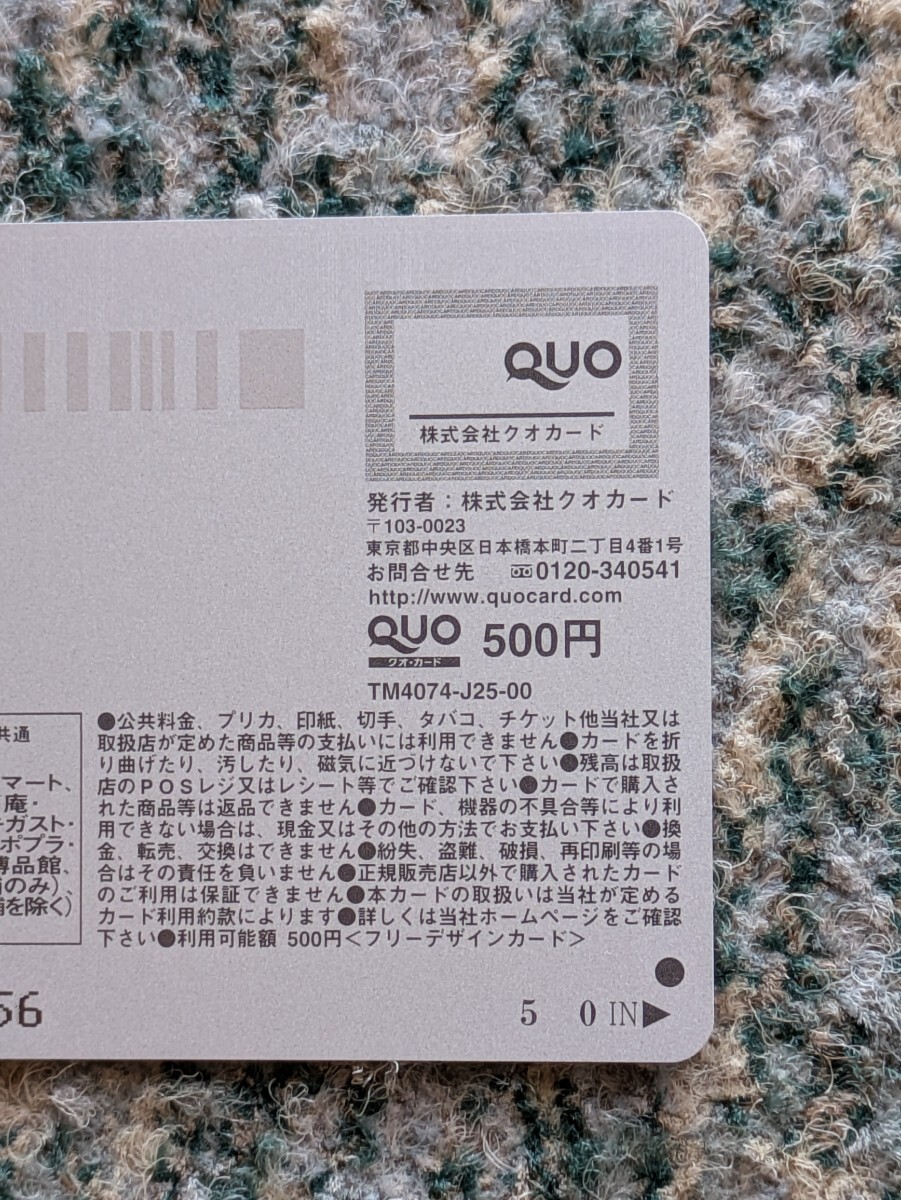 QUO
株式会社クオカード
発行者：株式会社クオカード
〒103-0023
東京都中央区日本橋本町二丁目4番1号
お問合せ先 0120-340541
http://www.quocard.com
QUO 500円
クオ・カード
TM4074-J25-00
共通
マート、
庵・
ガスト・
ポプラ・
博品館、
のみ)、
を除く)
●公共料金、プリカ、印紙、切手、タバコ、チケット他当社又は
取扱店が定めた商品等の支払いには利用できません●カードを折
り曲げたり、汚したり、磁気に近づけないで下さい●残高は取扱
店のPOSレジ又はレシート等でご確認下さい●カードで購入さ
れた商品等は返品できません●カード、機器の不具合等により利
用できない場合は、現金又はその他の方法でお支払い下さい●換
金、転売、交換はできません●紛失、盗難、破損、再印刷等の場
合はその責任を負いません●正規販売店以外で購入されたカード
のご利用は保証できません●本カードの取扱いは当社が定める
カード利用約款によります●詳しくは当社ホームページをご確認
下さい●利用可能額 500円＜フリーデザインカード＞
56
5 0 IN▶